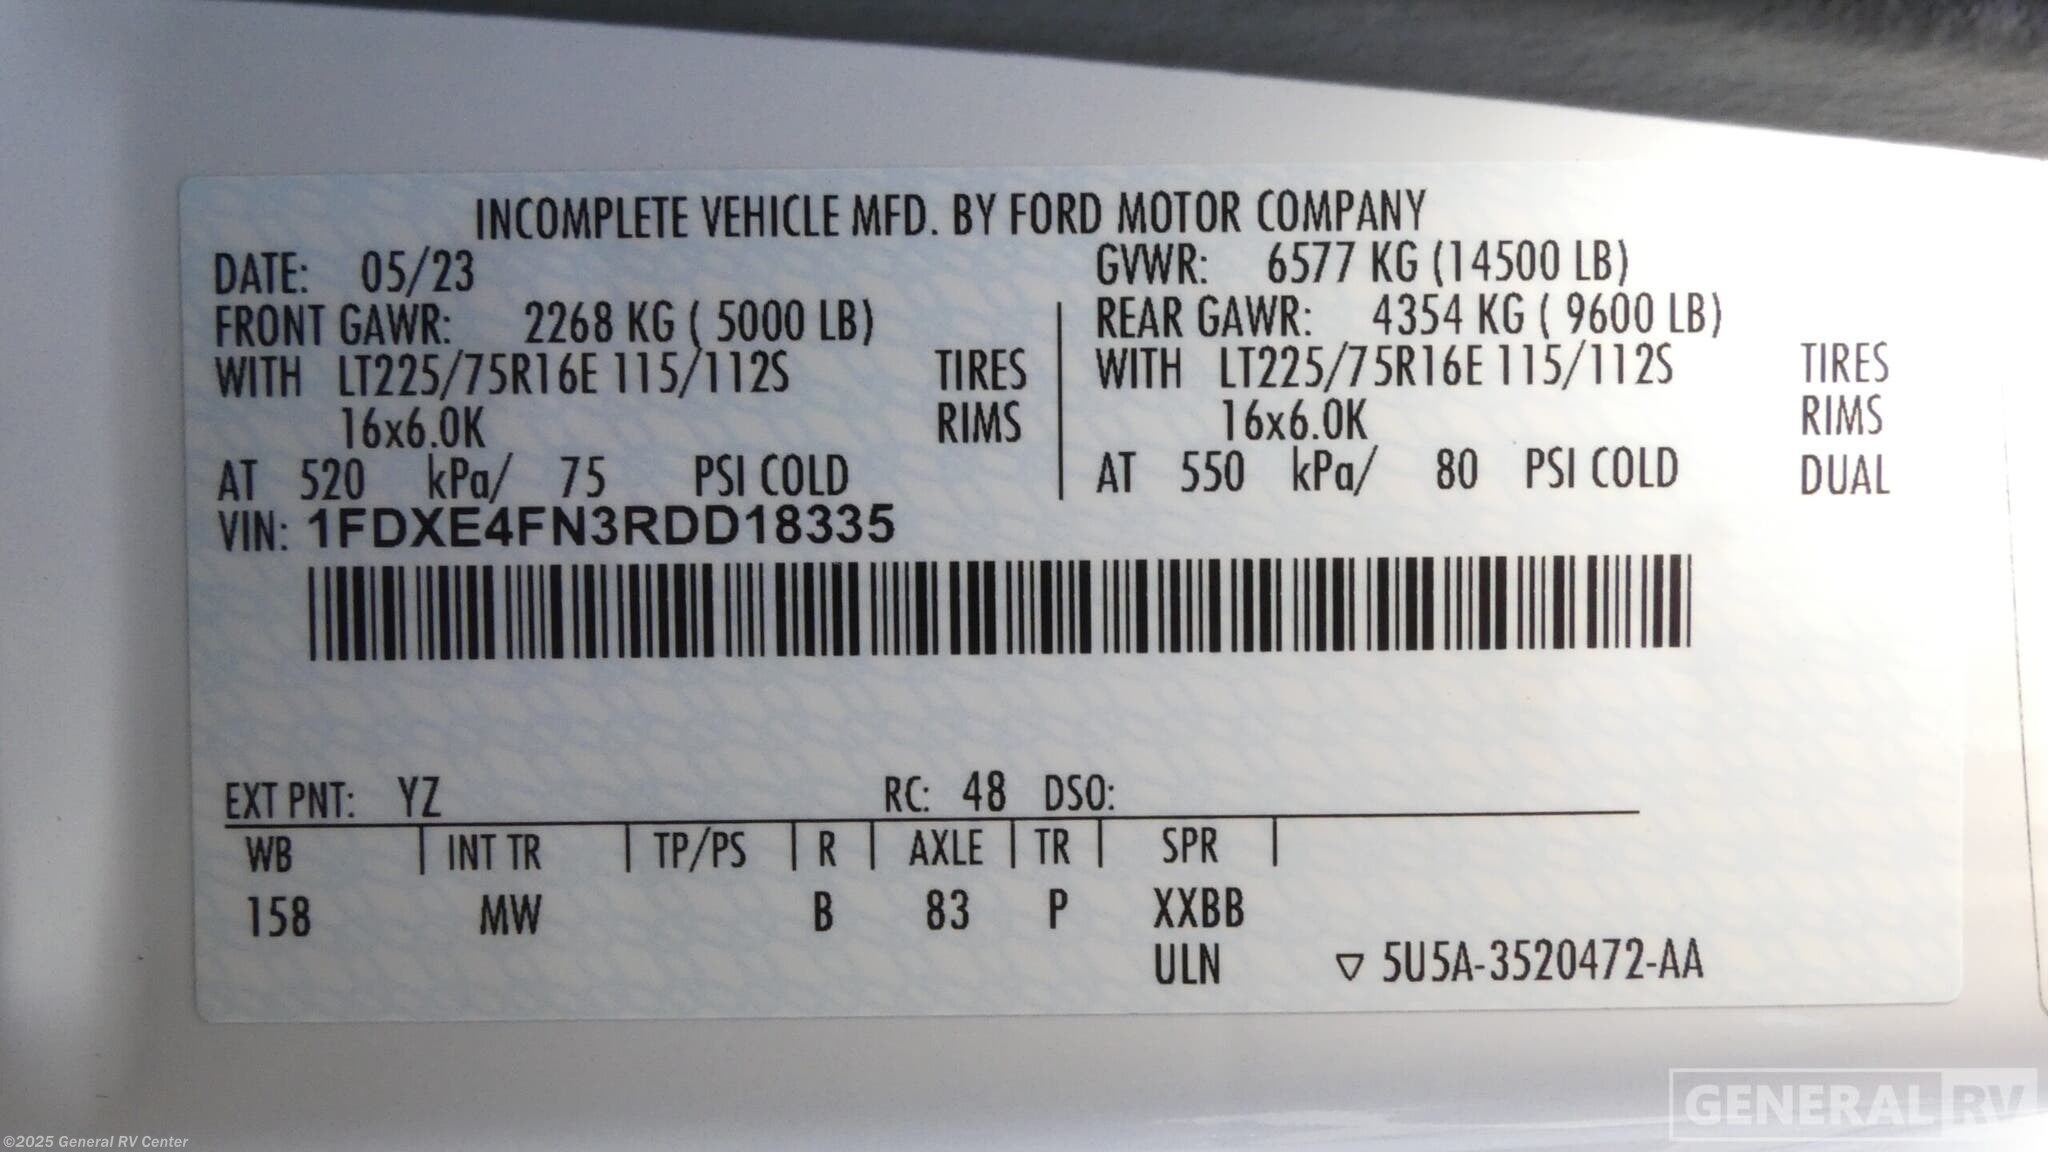 INCOMPLETE VEHICLE MFD. BY FORD MOTOR COMPANY
DATE: 05/23 GVWR: 6577 KG (14500 LB)
FRONT GAWR: 2268 KG ( 5000 LB) REAR GAWR: 4354 KG ( 9600 LB)
WITH LT225/75R16E 115/112S TIRES WITH LT225/75R16E 115/112S TIRES
16x6.0K RIMS 16x6.0K RIMS
AT 520 kPa/ 75 PSI COLD AT 550 kPa/ 80 PSI COLD DUAL
VIN: 1FDXE4FN3RDD18335
EXT PNT: YZ RC: 48 DSO:
WB INT TR TP/PS R AXLE TR SPR
158 MW B 83 P XXBB
ULN ▽ 5U5A-3520472-AA
GENERAL RV
©2025 General RV Center